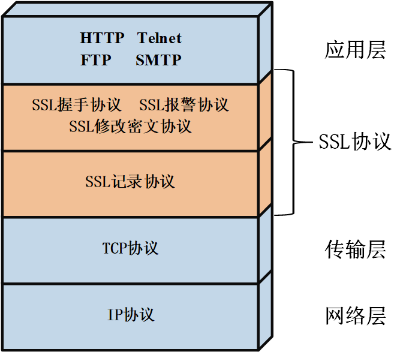 HTTP Telnet
FTP SMTP
应用层
SSL握手协议 SSL报警协议
SSL修改密文协议
SSL协议
SSL记录协议
TCP协议
传输层
IP协议
网络层